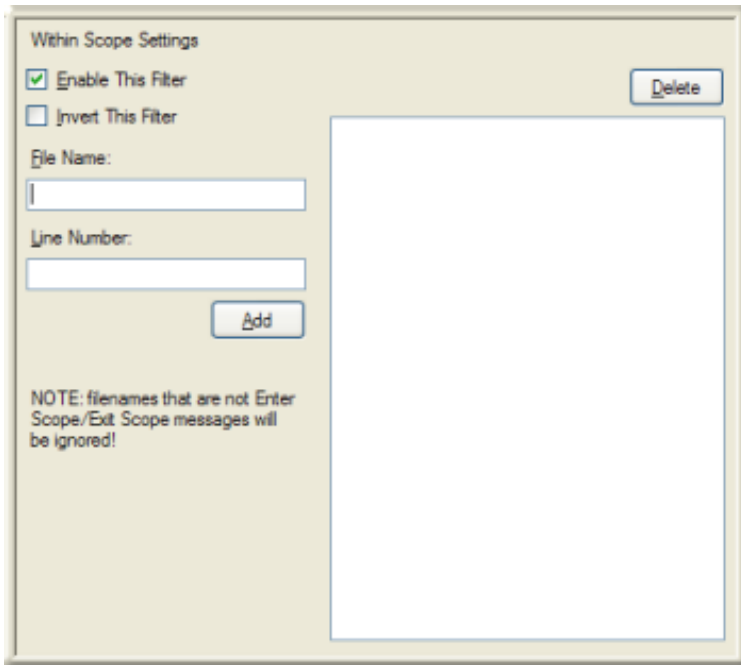 Within Scope Settings
Enable This Filter
Delete
Invert This Filter
File Name:
Line Number:
Add
NOTE: filenames that are not Enter
Scope/Exit Scope messages will
be ignored!